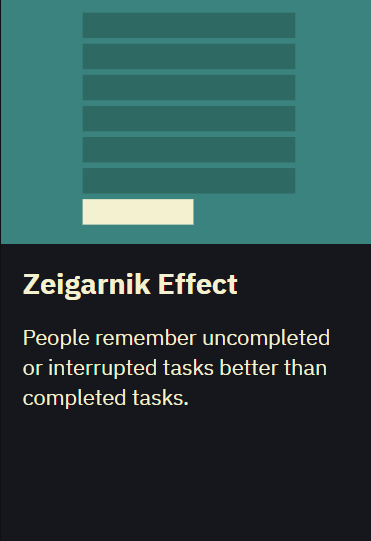 Zeigarnik Effect
People remember uncompleted
or interrupted tasks better than
completed tasks.